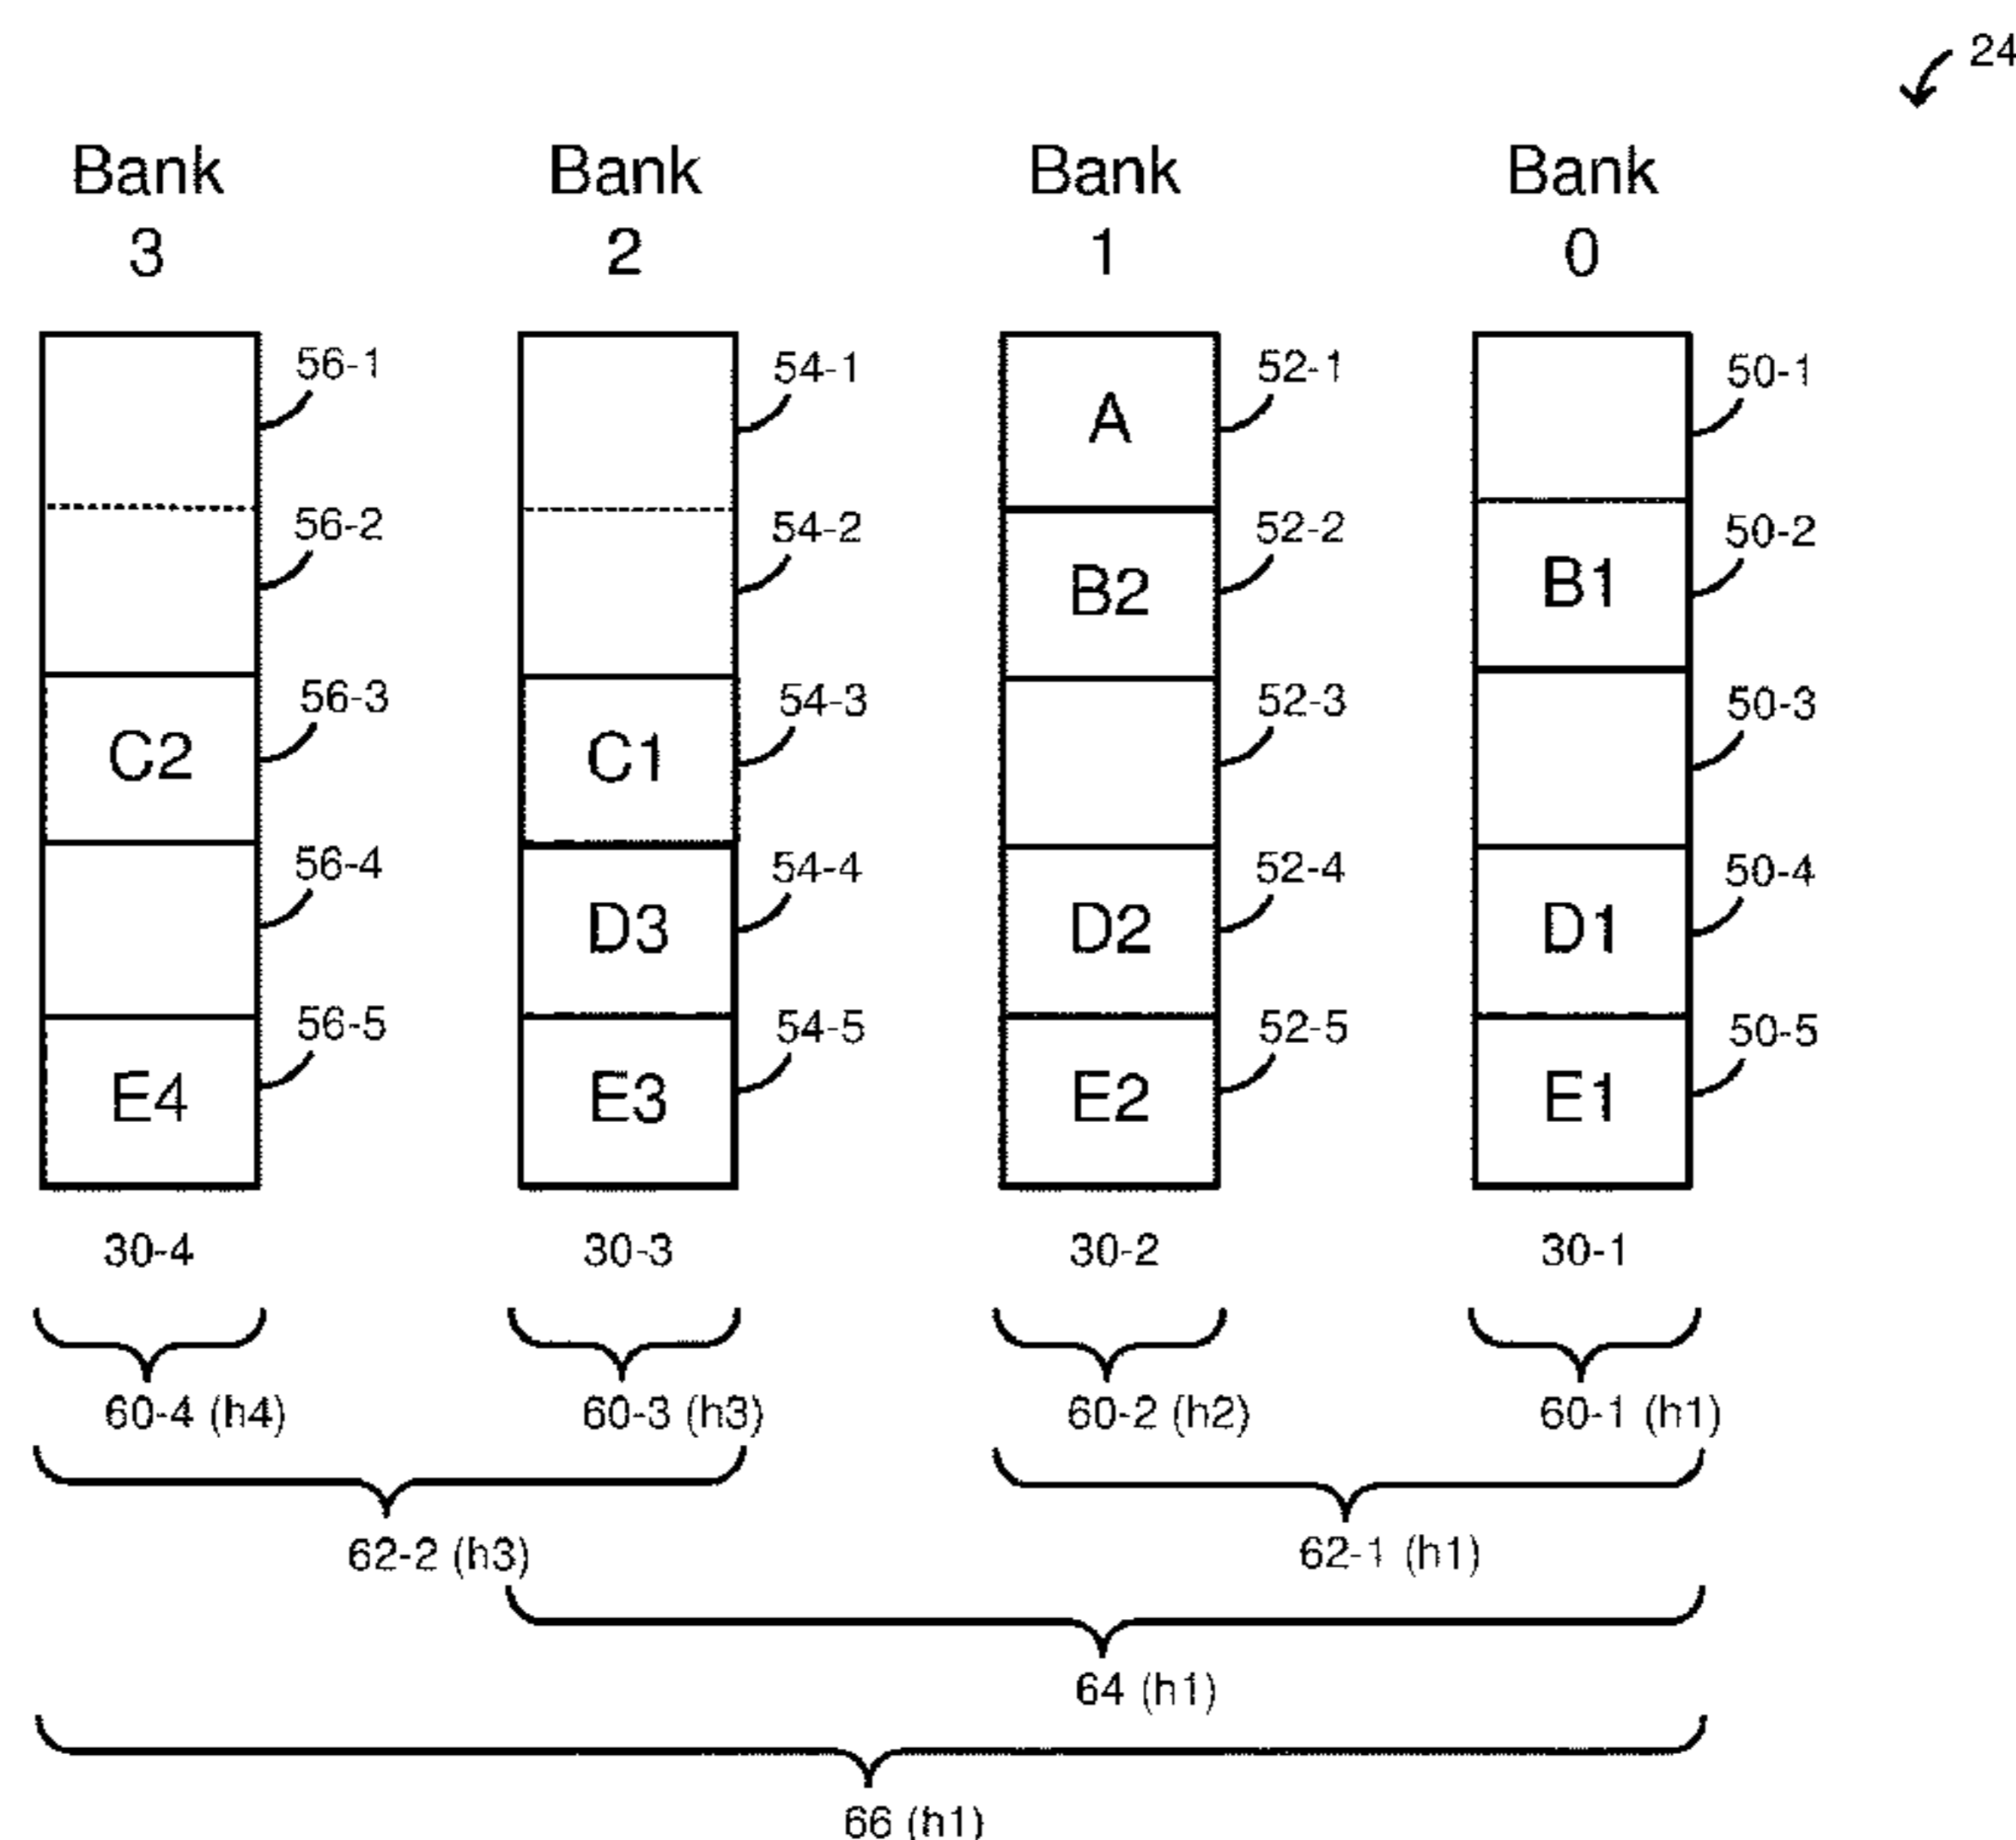 24
Bank Bank Bank Bank
3 2 1 0
56-1 54-1 52-1 50-1
A
56-2 54-2 52-2 50-2
B2 B1
56-3 54-3 52-3 50-3
C2 C1
56-4 54-4 52-4 50-4
D3 D2 D1
56-5 54-5 52-5 50-5
E4 E3 E2 E1
30-4 30-3 30-2 30-1
60-4 (h4) 60-3 (h3) 60-2 (h2) 60-1 (h1)
62-2 (h3) 62-1 (h1)
64 (h1)
66 (h1)